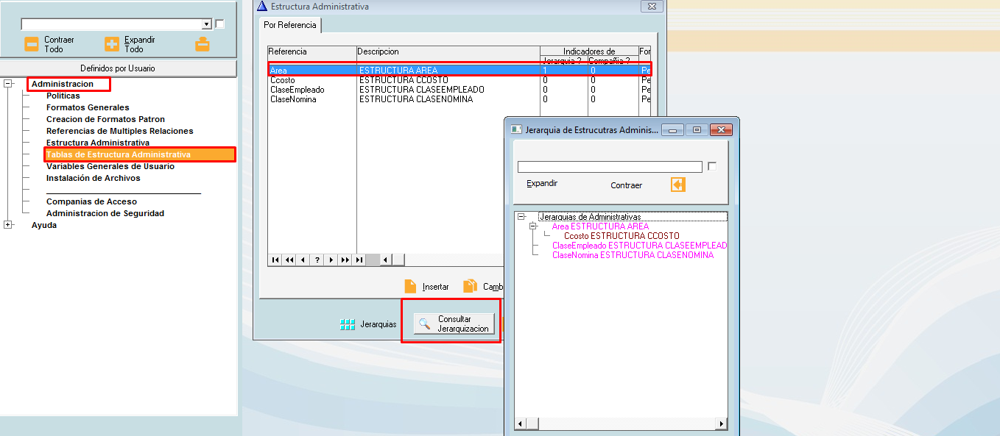 Contraer
Todo
Expandir
Todo
Definidos por Usuario
Administracion
Politicas
Formatos Generales
Creacion de Formatos Patron
Referencias de Multiples Relaciones
Estructura Administrativa
Tablas de Estructura Administrativa
Variables Generales de Usuario
Instalación de Archivos
Companias de Acceso
Administracion de Seguridad
Ayuda
Estructura Administrativa
Por Referencia
Referencia Descripcion Indicadores de For
Jerarquia ? Compañia ?
Area ESTRUCTURA AREA 1 0 Pe
Ccosto ESTRUCTURA CCOSTO 0 0 Pe
ClaseEmpleado ESTRUCTURA CLASEEMPLEADO 0 0 Pe
ClaseNomina ESTRUCTURA CLASENOMINA 0 0 Pe
?
Insertar Camb
Jerarquias
Consultar
Jerarquizacion
Jerarquia de Estrucutras Adminis...
Expandir Contraer
Jerarquias de Administrativas
Area ESTRUCTURA AREA
Ccosto ESTRUCTURA CCOSTO
ClaseEmpleado ESTRUCTURA CLASEEMPLEAD
ClaseNomina ESTRUCTURA CLASENOMINA